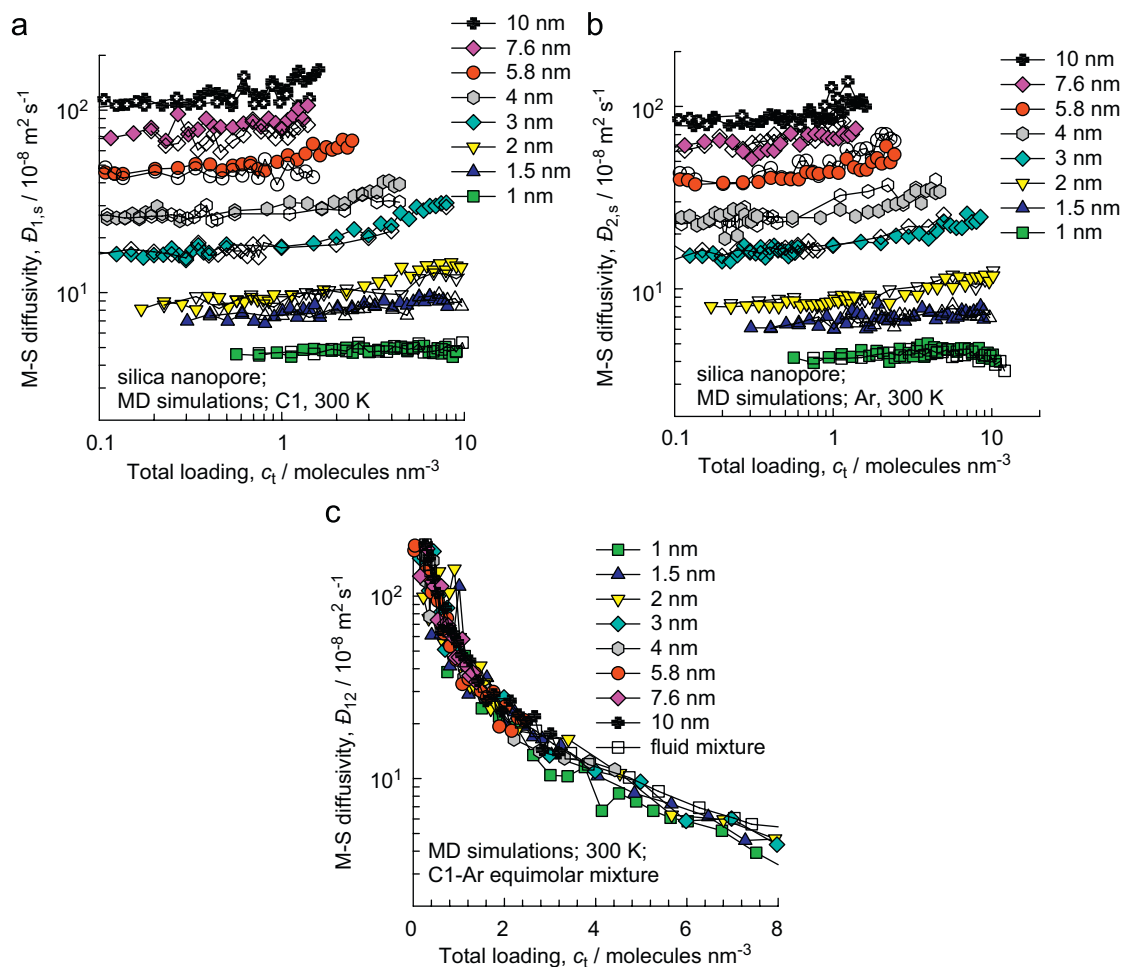 a
M-S diffusivity, Đ1,s / 10-8 m2 s-1
10²
10¹
10 nm
7.6 nm
5.8 nm
4 nm
3 nm
2 nm
1.5 nm
1 nm
silica nanopore;
MD simulations; C1, 300 K
0.1 1 10
Total loading, ct / molecules nm-3
b
M-S diffusivity, Đ2,s / 10-8 m2 s-1
10²
10¹
10 nm
7.6 nm
5.8 nm
4 nm
3 nm
2 nm
1.5 nm
1 nm
silica nanopore;
MD simulations; Ar, 300 K
0.1 1 10
Total loading, ct / molecules nm-3
c
M-S diffusivity, Đ12 / 10-8 m2 s-1
10²
10¹
1 nm
1.5 nm
2 nm
3 nm
4 nm
5.8 nm
7.6 nm
10 nm
fluid mixture
MD simulations; 300 K;
C1-Ar equimolar mixture
0 2 4 6 8
Total loading, ct / molecules nm-3